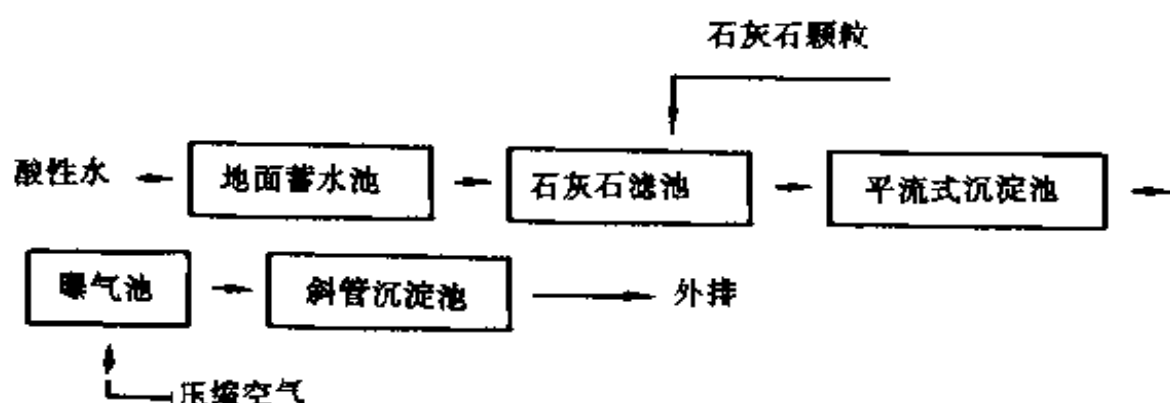 石灰石颗粒
酸性水 地面蓄水池 石灰石滤池 平流式沉淀池
曝气池 斜管沉淀池 外排
压缩空气